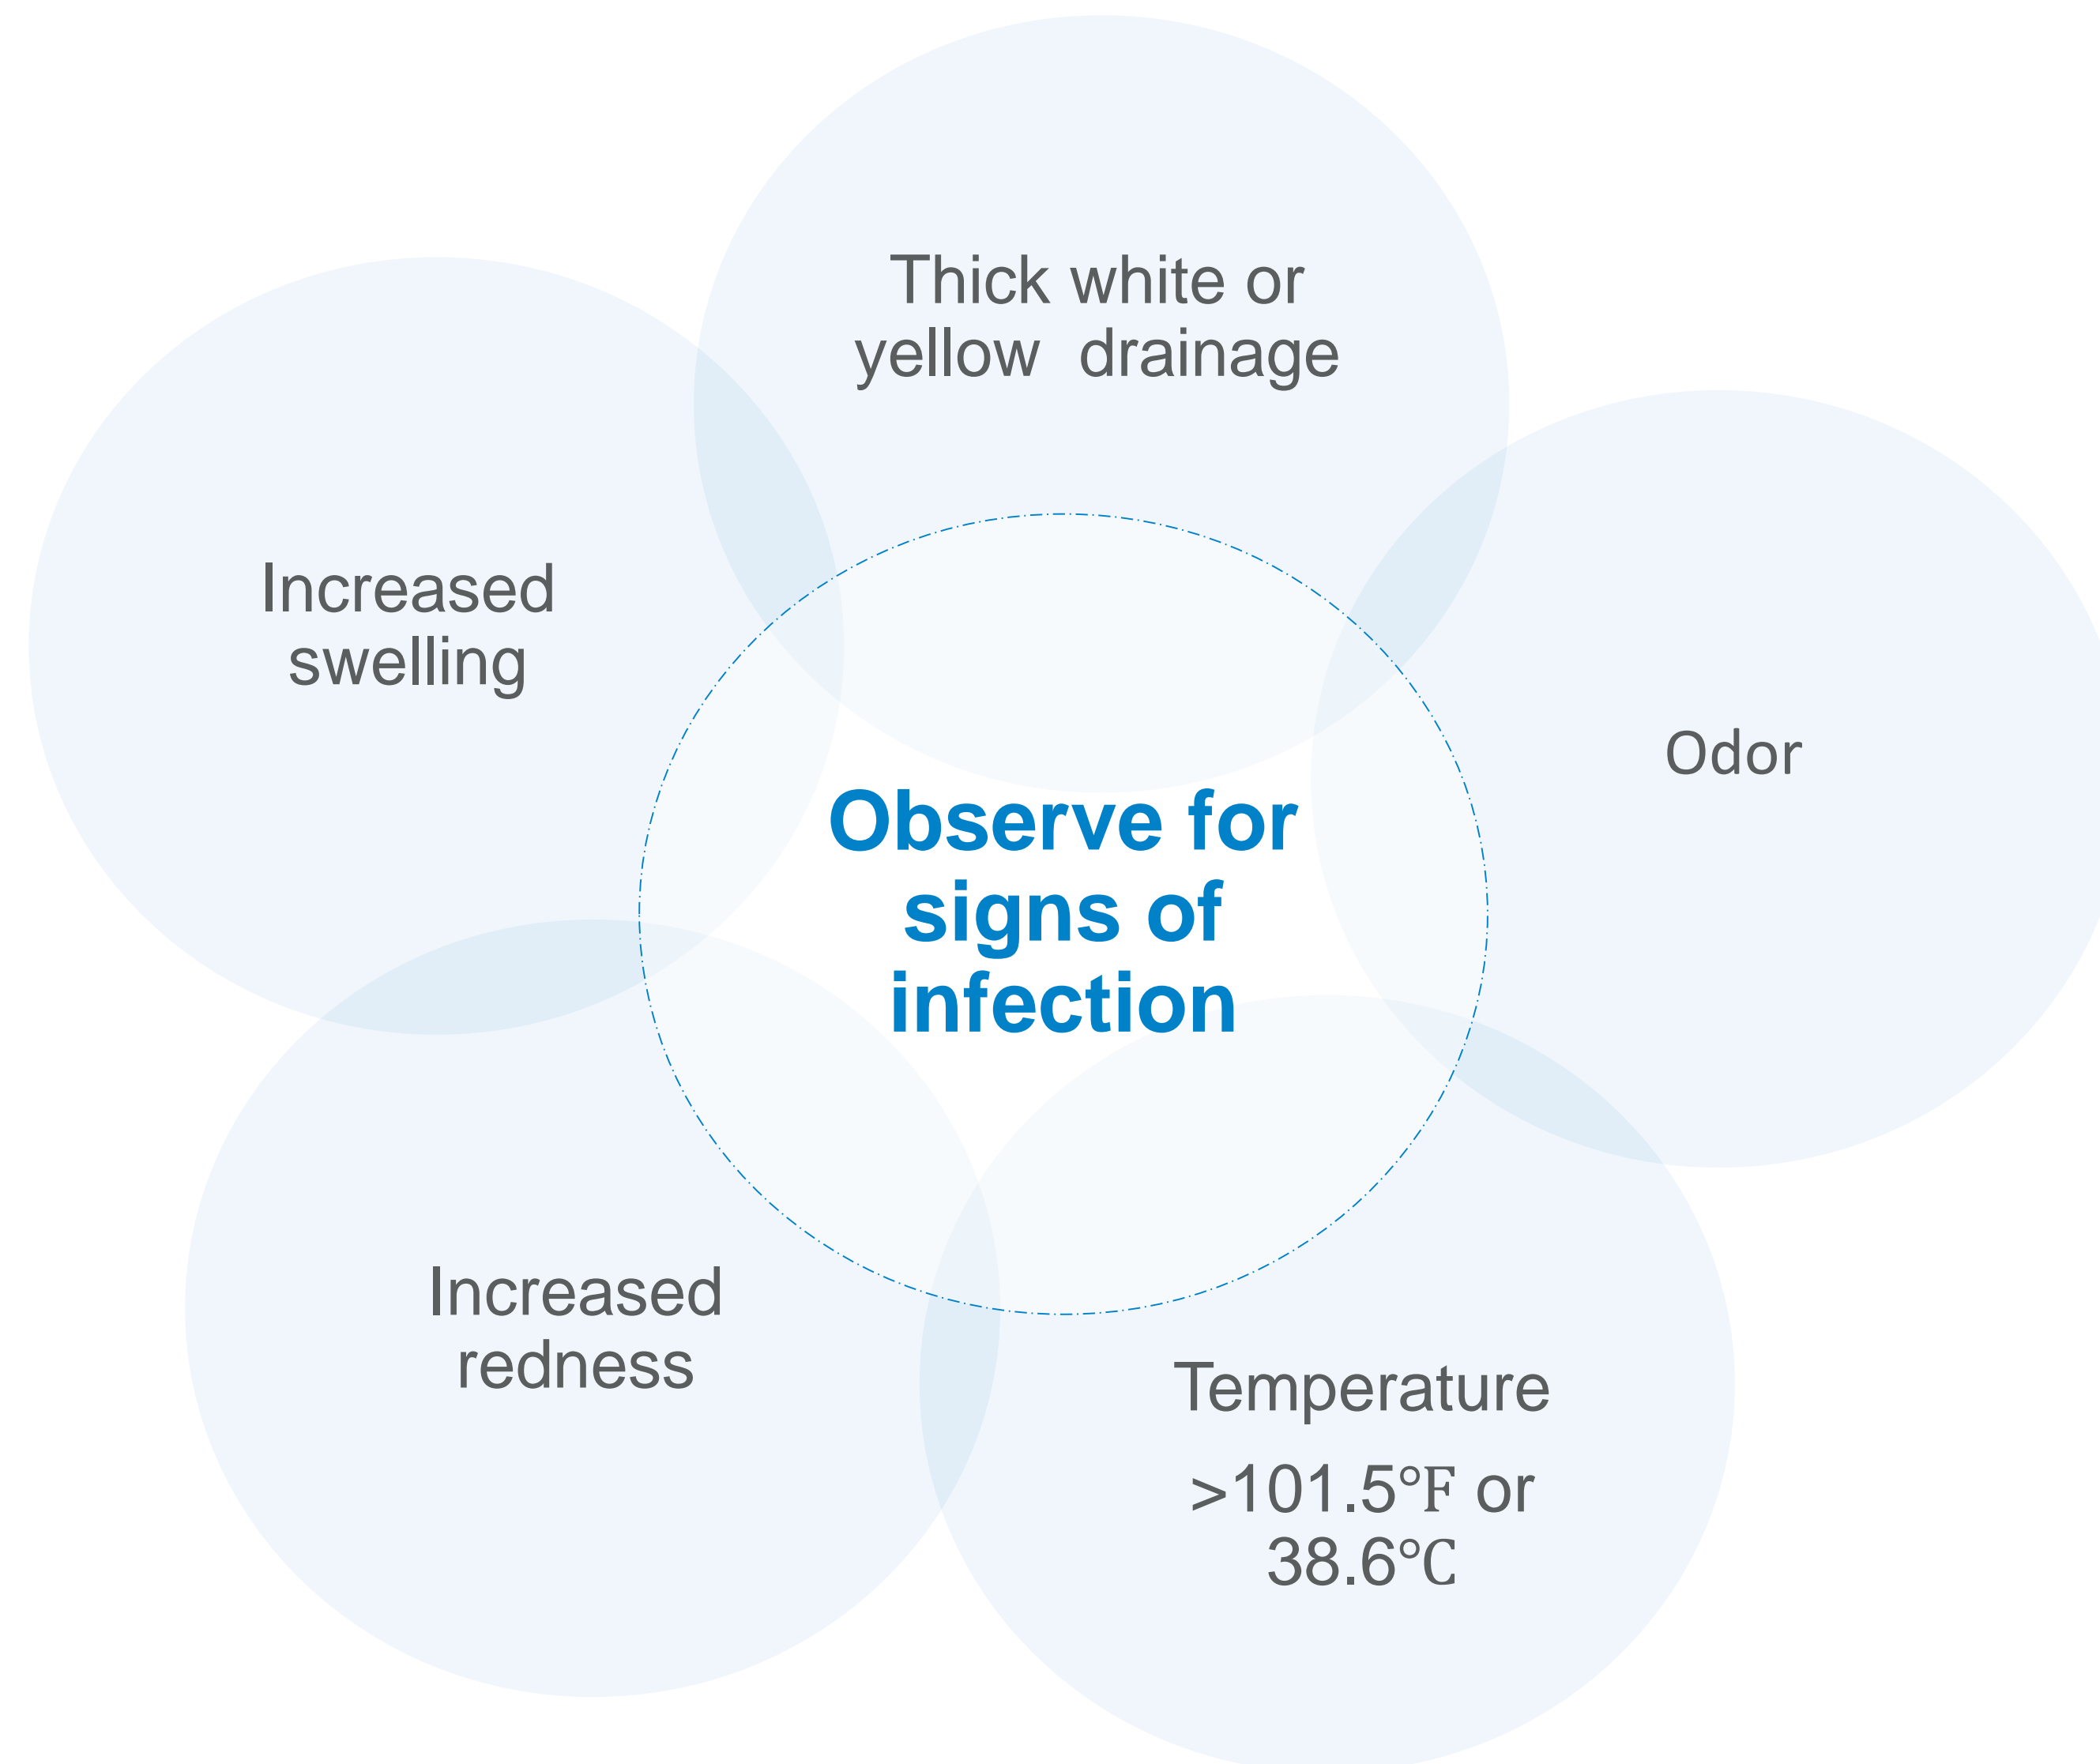 Thick white or
yellow  drainage
Increased
swelling
Odor
Observe for
signs of
infection
Increased
redness
Temperature
>101.5°F or
38.6°C